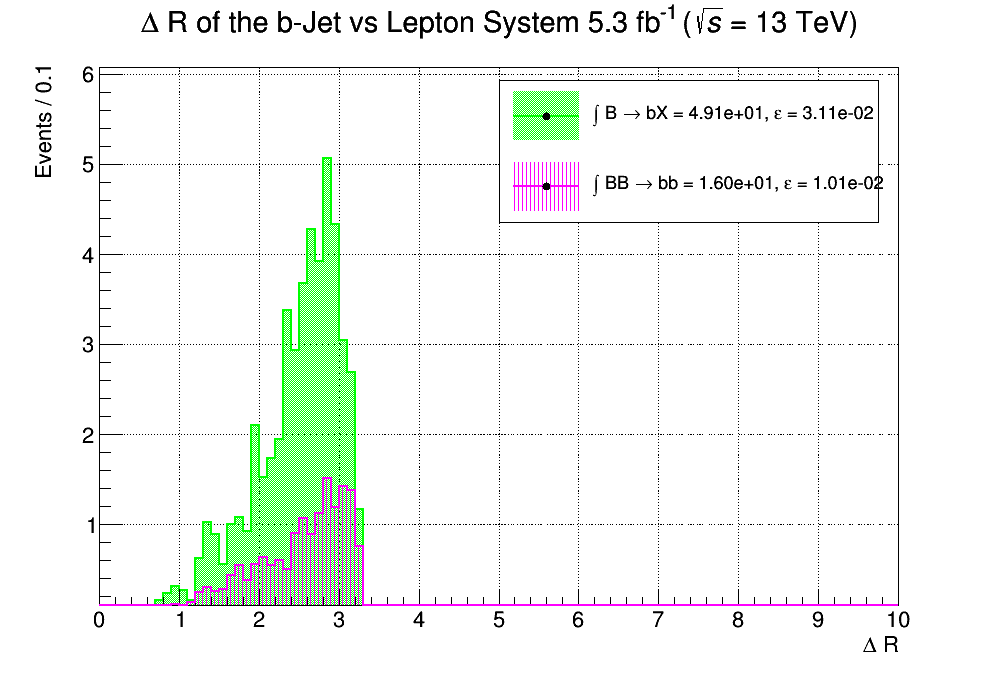 Δ R of the b-Jet vs Lepton System 5.3 fb⁻¹ (√s = 13 TeV)
Events / 0.1
6
5
4
3
2
1
∫ B → bX = 4.91e+01, ε = 3.11e-02
∫ BB → bb = 1.60e+01, ε = 1.01e-02
0 1 2 3 4 5 6 7 8 9 10
Δ R